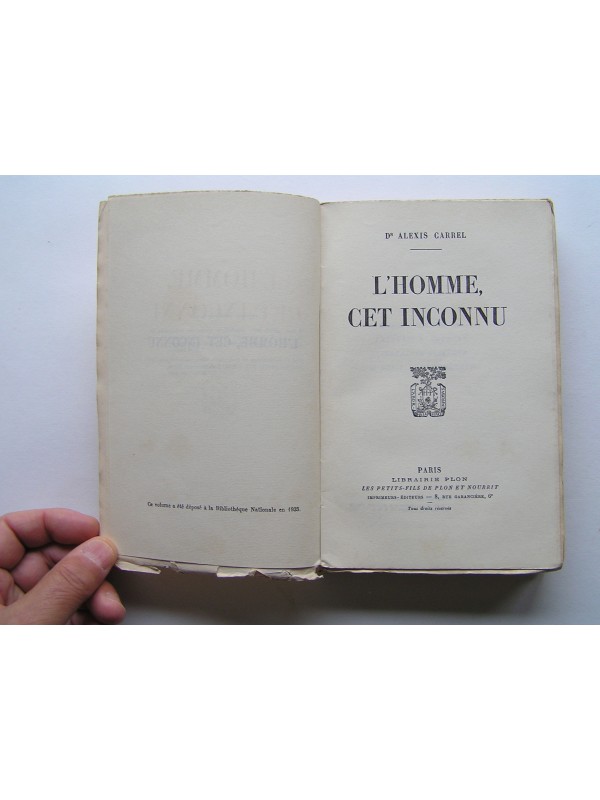 Ce volume a été déposé à la Bibliothèque Nationale en 1935.
Dr ALEXIS CARREL
L'HOMME,
CET INCONNU
PARIS
LIBRAIRIE PLON
LES PETITS-FILS DE PLON ET NOURRIT
IMPRIMEURS-ÉDITEURS — 8, RUE GARANCIÈRE, 6e
Tous droits réservés